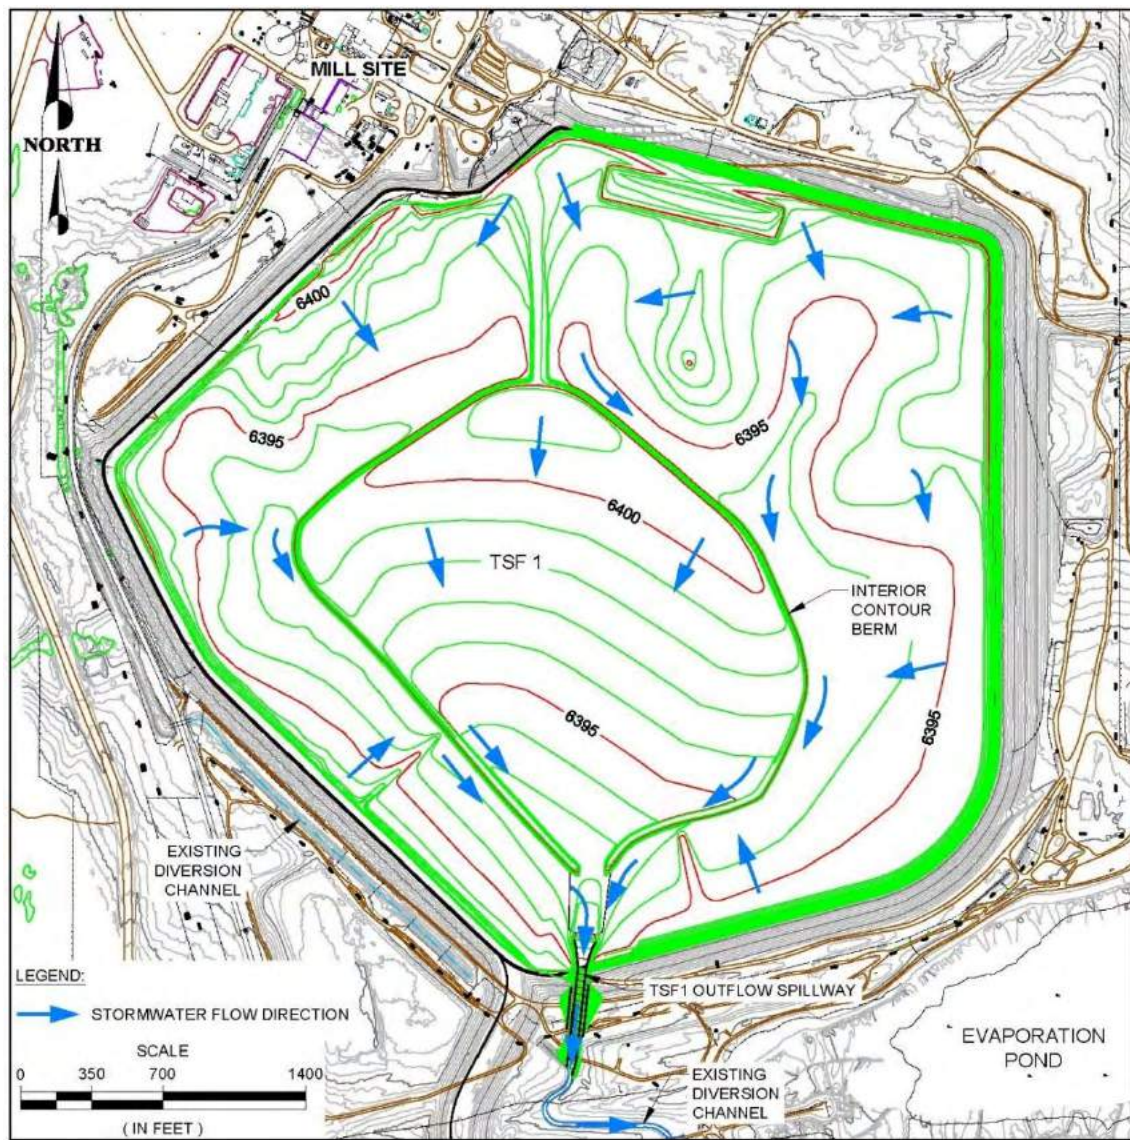 MILL SITE
NORTH
6400
6395
6395
6400
TSF 1
INTERIOR
CONTOUR
BERM
6395
6395
EXISTING
DIVERSION
CHANNEL
LEGEND:
STORMWATER FLOW DIRECTION
SCALE
0 350 700 1400
( IN FEET )
TSF1 OUTFLOW SPILLWAY
EVAPORATION
POND
EXISTING
DIVERSION
CHANNEL